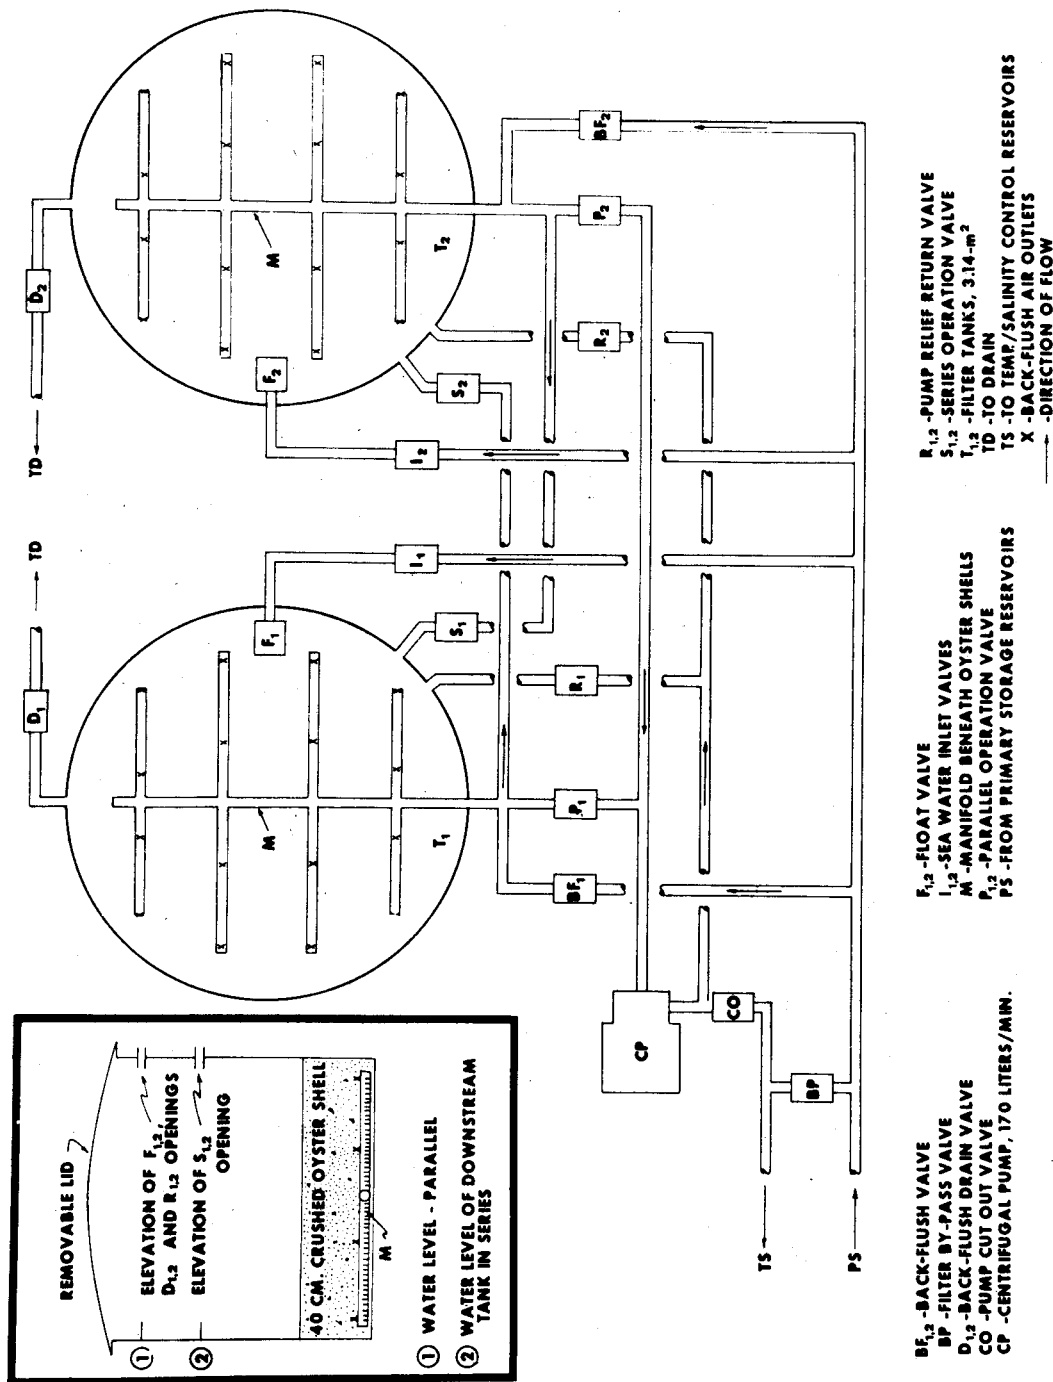 REMOVABLE LID
① ELEVATION OF F₁,₂,
D₁,₂ AND R₁,₂ OPENINGS
② ELEVATION OF S₁,₂
OPENING
40 CM. CRUSHED OYSTER SHELL
M
① WATER LEVEL - PARALLEL
② WATER LEVEL OF DOWNSTREAM
TANK IN SERIES
D₁
TD
TD
D₂
M
T₁
F₁
F₂
M
T₂
S₁
I₁
I₂
S₂
BF₁
P₁
R₁
R₂
P₂
BF₂
CP
CO
BP
TS
PS
BF₁,₂ -BACK-FLUSH VALVE
BP -FILTER BY-PASS VALVE
D₁,₂ -BACK-FLUSH DRAIN VALVE
CO -PUMP CUT OUT VALVE
CP -CENTRIFUGAL PUMP, 170 LITERS/MIN.
F₁,₂ -FLOAT VALVE
I₁,₂ -SEA WATER INLET VALVES
M -MANIFOLD BENEATH OYSTER SHELLS
P₁,₂ -PARALLEL OPERATION VALVE
PS -FROM PRIMARY STORAGE RESERVOIRS
R₁,₂ -PUMP RELIEF RETURN VALVE
S₁,₂ -SERIES OPERATION VALVE
T₁,₂ -FILTER TANKS, 3.14-m²
TD -TO DRAIN
TS -TO TEMP./SALINITY CONTROL RESERVOIRS
X -BACK-FLUSH AIR OUTLETS
→ -DIRECTION OF FLOW